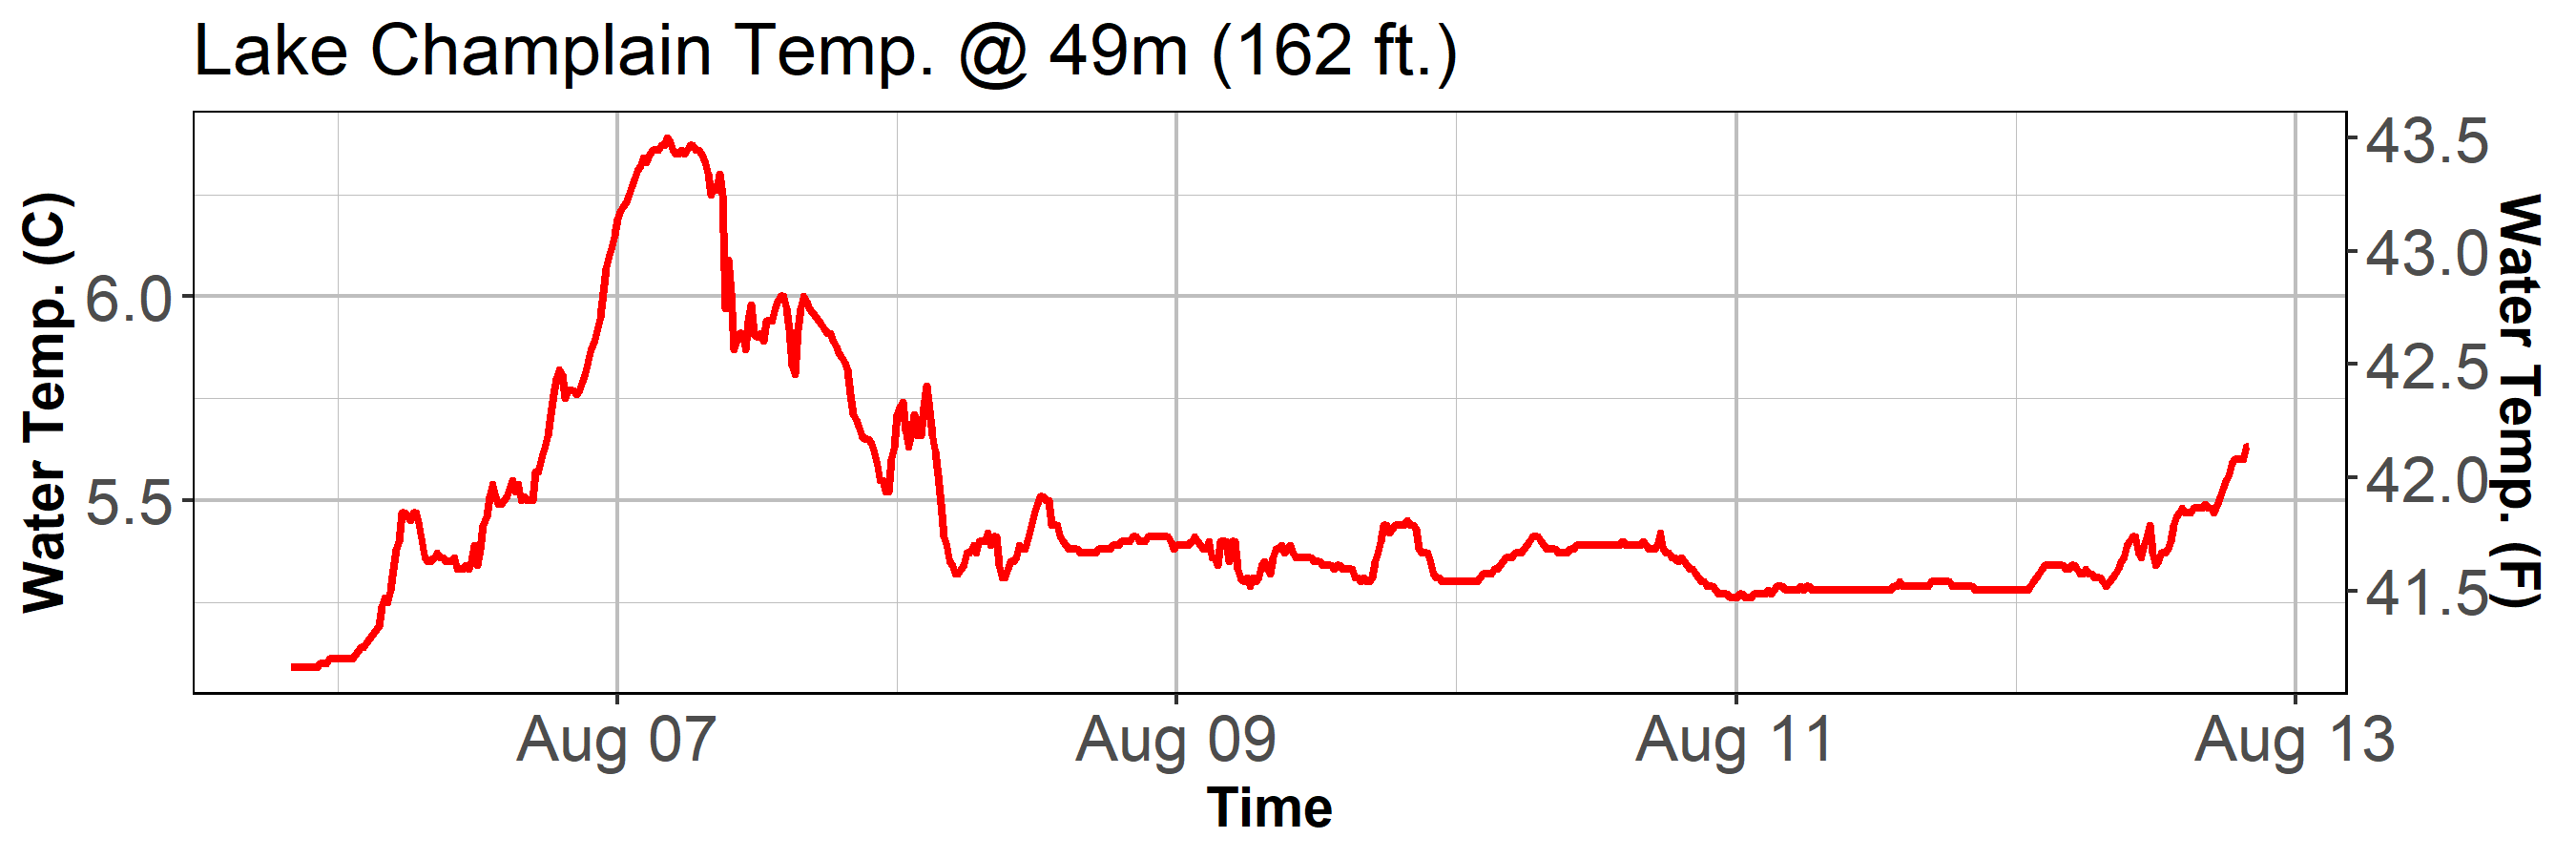 Lake Champlain Temp. @ 49m (162 ft.)
Water Temp. (C)
6.0
5.5
43.5
43.0
42.5
42.0
41.5
Water Temp. (F)
Aug 07
Aug 09
Aug 11
Aug 13
Time